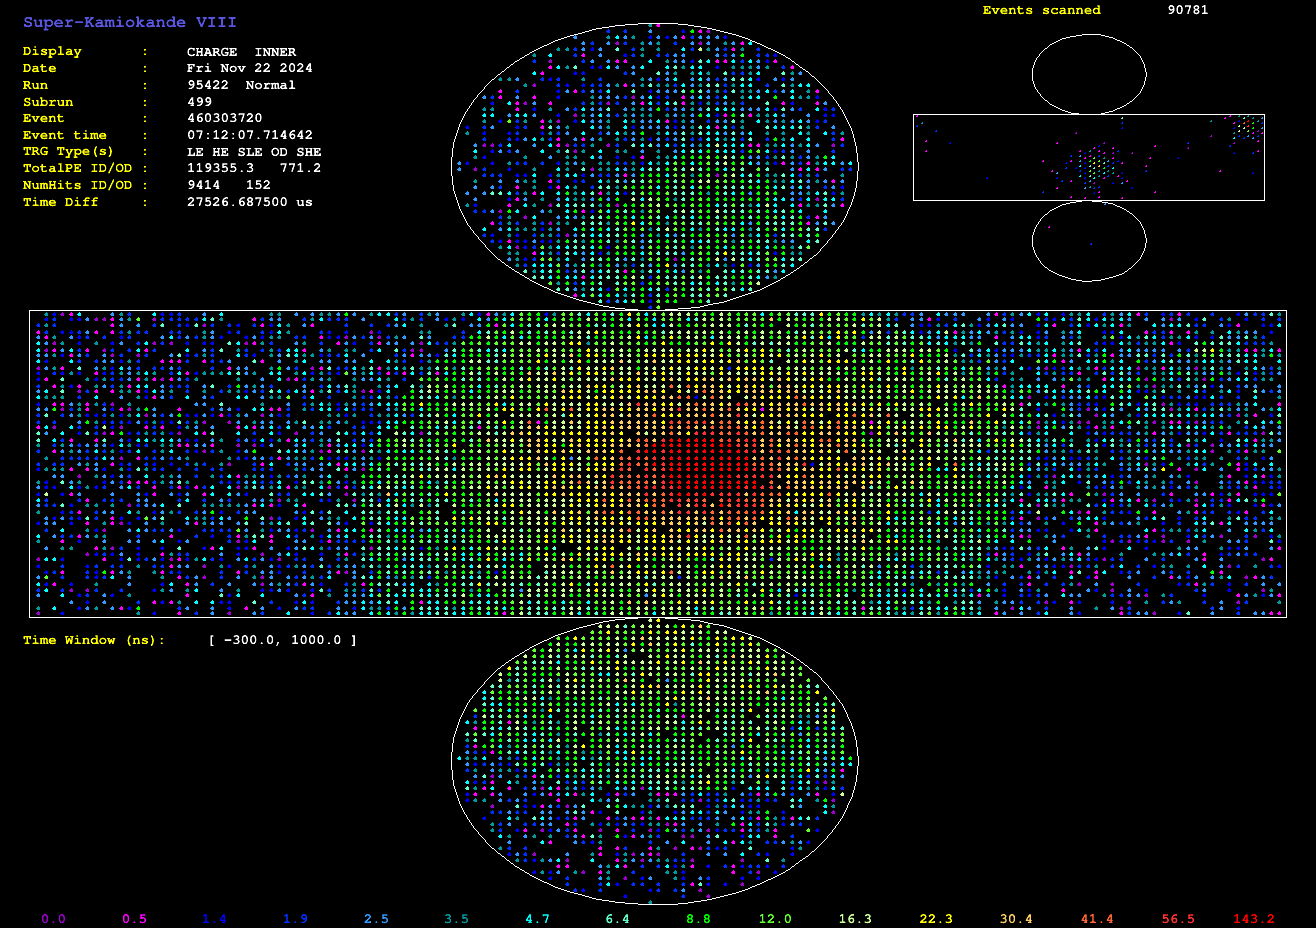 Super-Kamiokande VIII
Events scanned 90781
Display : CHARGE INNER
Date : Fri Nov 22 2024
Run : 95422 Normal
Subrun : 499
Event : 460303720
Event time : 07:12:07.714642
TRG Type(s) : LE HE SLE OD SHE
TotalPE ID/OD : 119355.3 771.2
NumHits ID/OD : 9414 152
Time Diff : 27526.687500 us
Time Window (ns): [ -300.0, 1000.0 ]
0.0 0.5 1.4 1.9 2.5 3.5 4.7 6.4 8.8 12.0 16.3 22.3 30.4 41.4 56.5 143.2